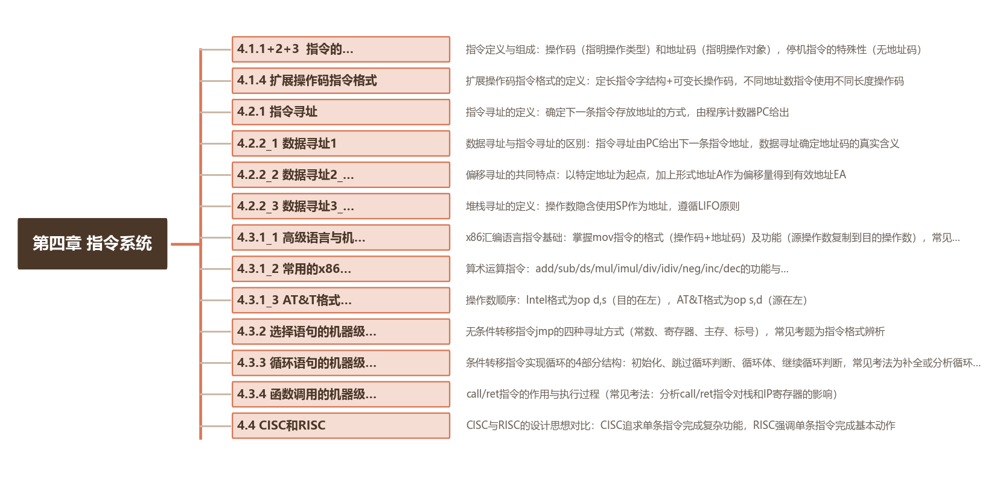 第四章 指令系统
4.1.1+2+3  指令的...
指令定义与组成：操作码（指明操作类型）和地址码（指明操作对象），停机指令的特殊性（无地址码）
4.1.4 扩展操作码指令格式
扩展操作码指令格式的定义：定长指令字结构+可变长操作码，不同地址数指令使用不同长度操作码
4.2.1 指令寻址
指令寻址的定义：确定下一条指令存放地址的方式，由程序计数器PC给出
4.2.2_1 数据寻址1
数据寻址与指令寻址的区别：指令寻址由PC给出下一条指令地址，数据寻址确定地址码的真实含义
4.2.2_2 数据寻址2_...
偏移寻址的共同特点：以特定地址为起点，加上形式地址A作为偏移量得到有效地址EA
4.2.2_3 数据寻址3_...
堆栈寻址的定义：操作数隐含使用SP作为地址，遵循LIFO原则
4.3.1_1 高级语言与机...
x86汇编语言指令基础：掌握mov指令的格式（操作码+地址码）及功能（源操作数复制到目的操作数），常见...
4.3.1_2 常用的x86...
算术运算指令：add/sub/ds/mul/imul/div/idiv/neg/inc/dec的功能与...
4.3.1_3 AT&T格式...
操作数顺序：Intel格式为op d,s（目的在左），AT&T格式为op s,d（源在左）
4.3.2 选择语句的机器级...
无条件转移指令jmp的四种寻址方式（常数、寄存器、主存、标号），常见考题为指令格式辨析
4.3.3 循环语句的机器级...
条件转移指令实现循环的4部分结构：初始化、跳过循环判断、循环体、继续循环判断，常见考法为补全或分析循环...
4.3.4 函数调用的机器级...
call/ret指令的作用与执行过程（常见考法：分析call/ret指令对栈和IP寄存器的影响）
4.4 CISC和RISC
CISC与RISC的设计思想对比：CISC追求单条指令完成复杂功能，RISC强调单条指令完成基本动作